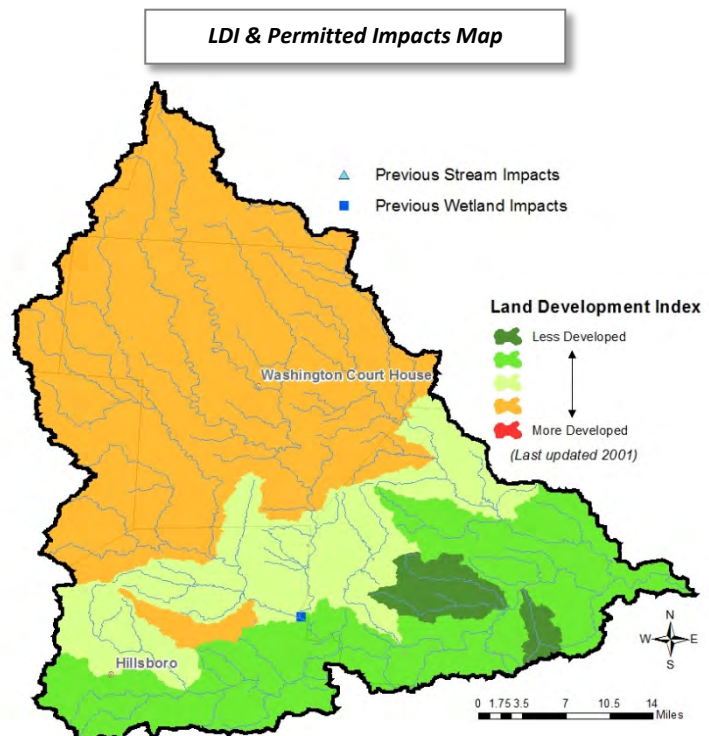 LDI & Permitted Impacts Map
Previous Stream Impacts
Previous Wetland Impacts
Land Development Index
Less Developed
More Developed
(Last updated 2001)
Washington Court House
Hillsboro
N
W E
S
0 1.75 3.5 7 10.5 14
Miles